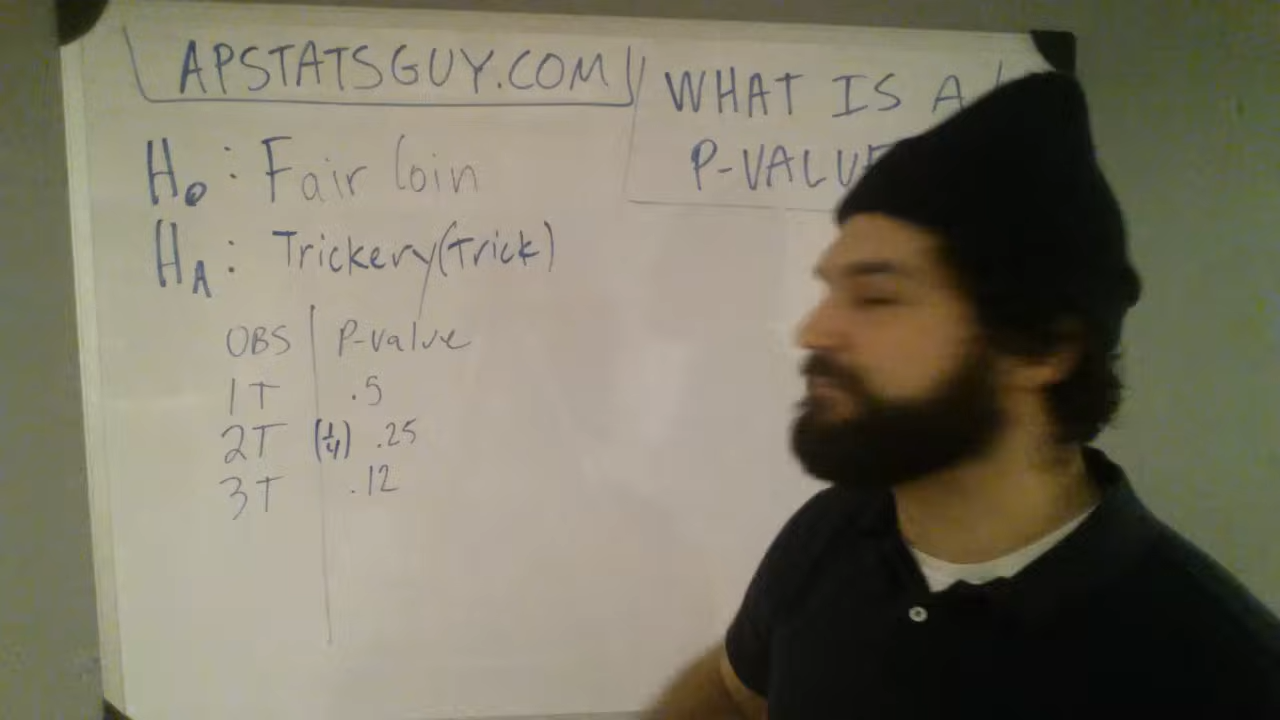 APSTATSGUY.COM
WHAT IS A
P-VALUE
H₀: Fair Coin
Hₐ: Trickery (Trick)
OBS P-value
1T .5
2T (1/4) .25
3T .12